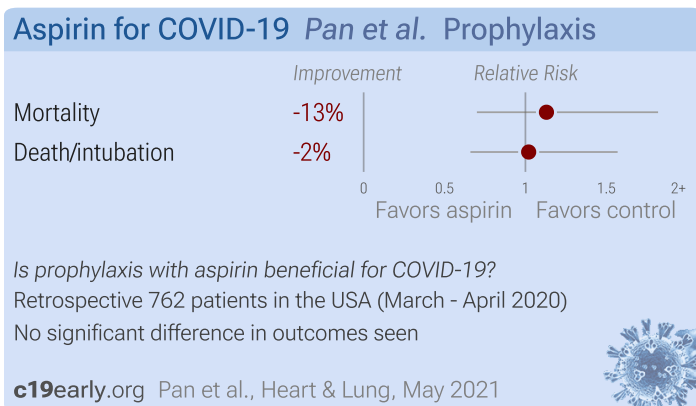 Aspirin for COVID-19 Pan et al. Prophylaxis
Improvement Relative Risk
Mortality -13%
Death/intubation -2%
0 0.5 1 1.5 2+
Favors aspirin Favors control
Is prophylaxis with aspirin beneficial for COVID-19?
Retrospective 762 patients in the USA (March - April 2020)
No significant difference in outcomes seen
c19early.org Pan et al., Heart & Lung, May 2021